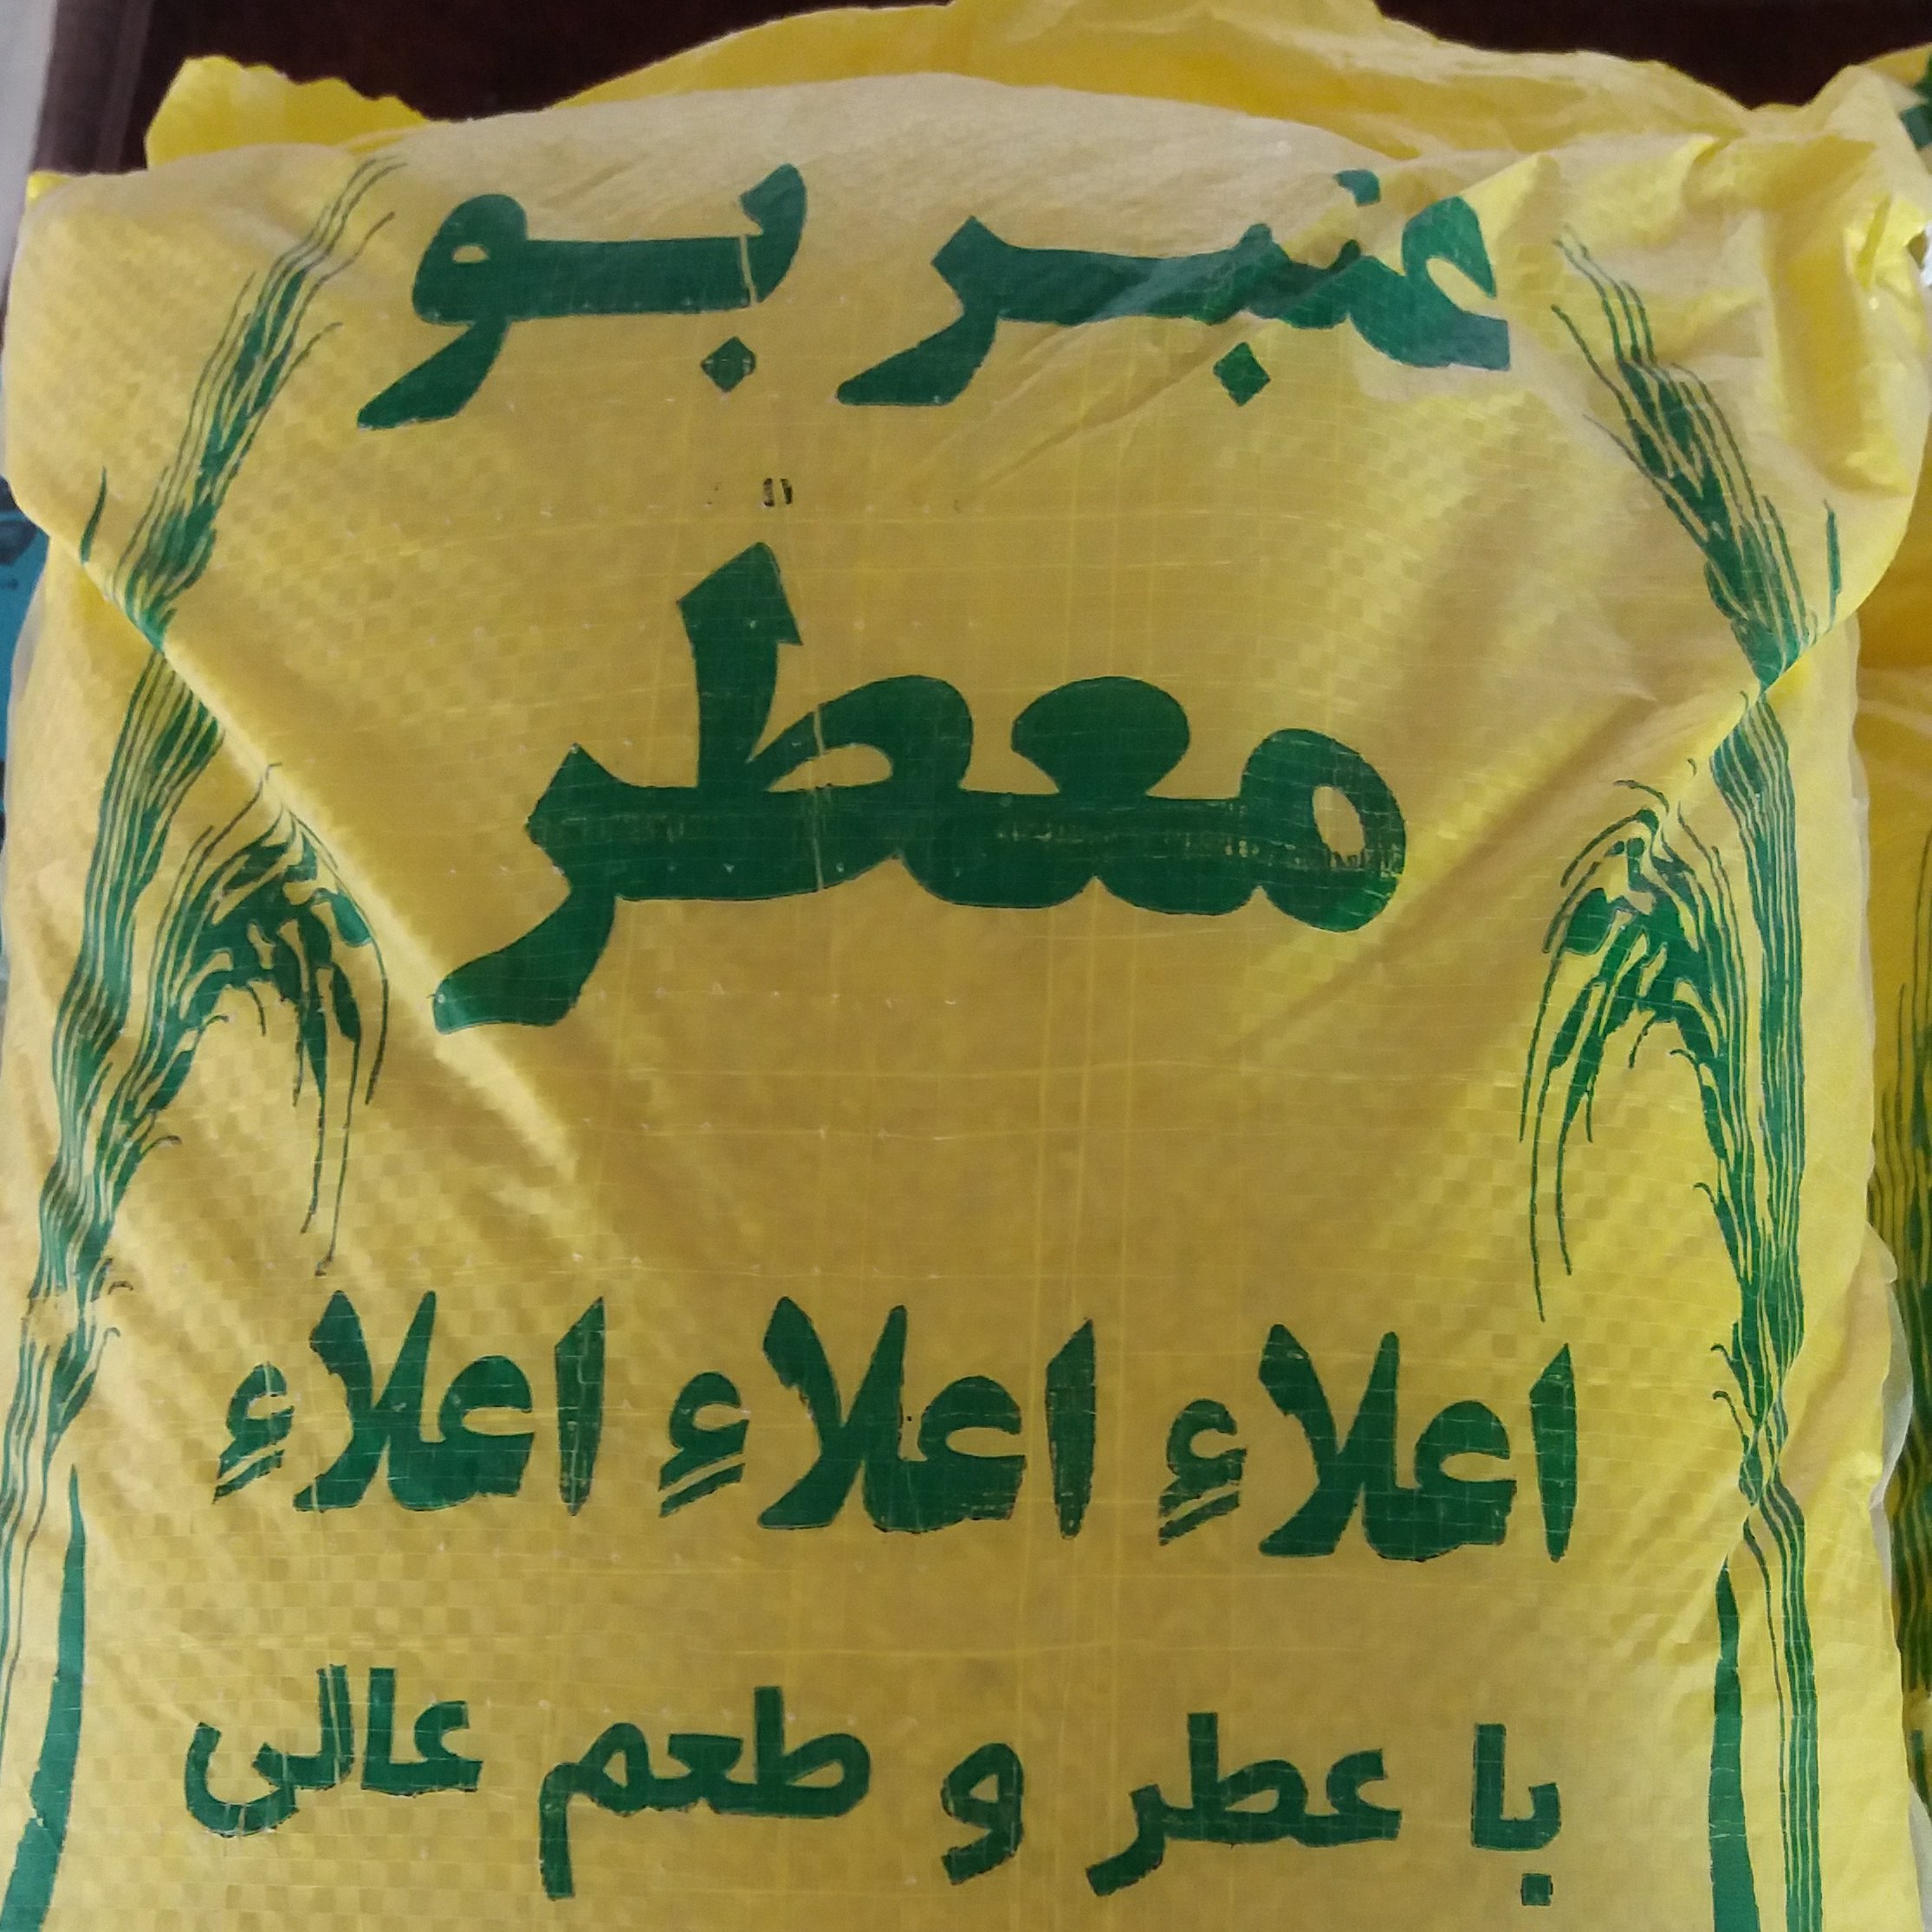 عنبر بو
معطر
اعلاءِ اعلاءِ اعلاءِ
با عطر و طعم عالی